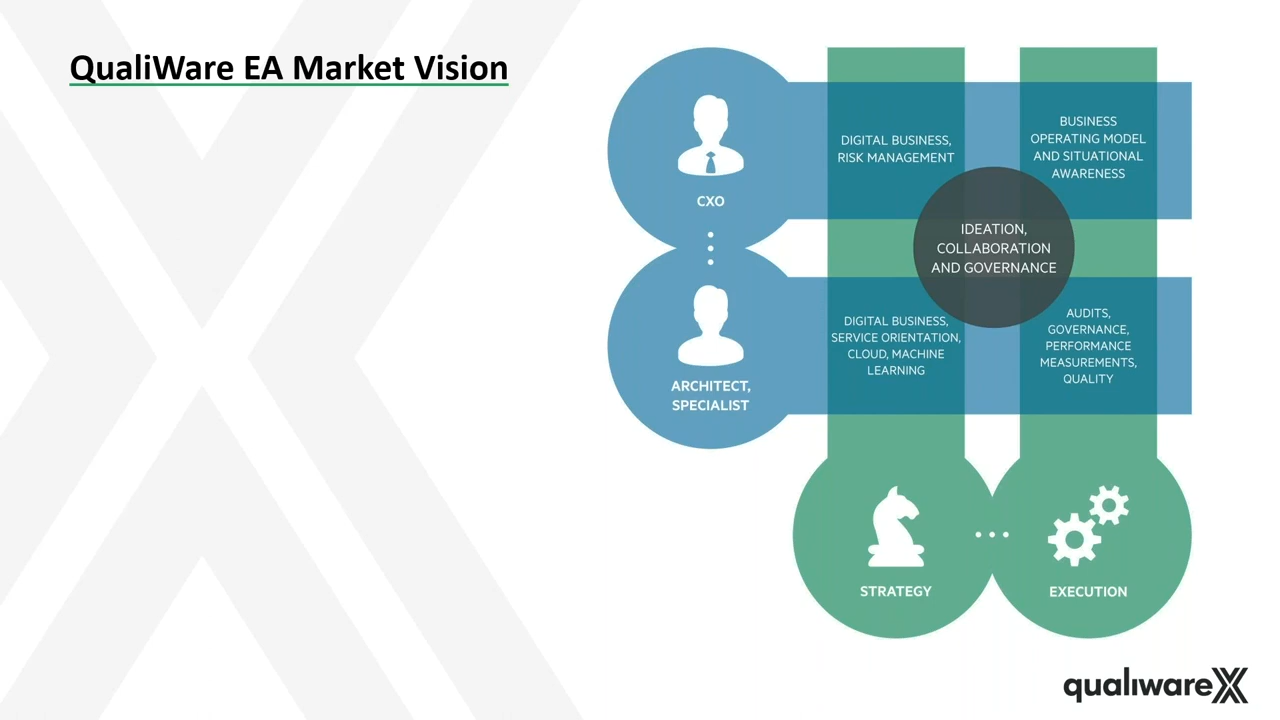 QualiWare EA Market Vision
CXO
DIGITAL BUSINESS,
RISK MANAGEMENT
BUSINESS
OPERATING MODEL
AND SITUATIONAL
AWARENESS
IDEATION,
COLLABORATION
AND GOVERNANCE
ARCHITECT,
SPECIALIST
DIGITAL BUSINESS,
SERVICE ORIENTATION,
CLOUD, MACHINE
LEARNING
AUDITS,
GOVERNANCE,
PERFORMANCE
MEASUREMENTS,
QUALITY
STRATEGY
EXECUTION
qualiwareX